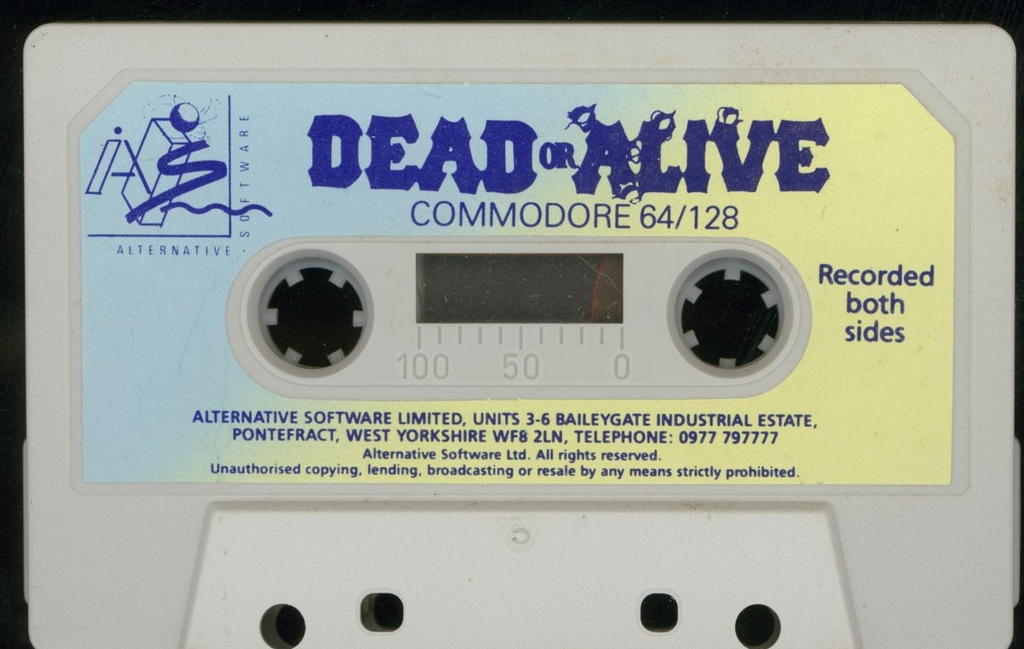 DEAD OR ALIVE
COMMODORE 64/128
iAS
SOFTWARE
ALTERNATIVE
Recorded
both
sides
100 50 0
ALTERNATIVE SOFTWARE LIMITED, UNITS 3-6 BAILEYGATE INDUSTRIAL ESTATE,
PONTEFRACT, WEST YORKSHIRE WF8 2LN, TELEPHONE: 0977 797777
Alternative Software Ltd. All rights reserved.
Unauthorised copying, lending, broadcasting or resale by any means strictly prohibited.